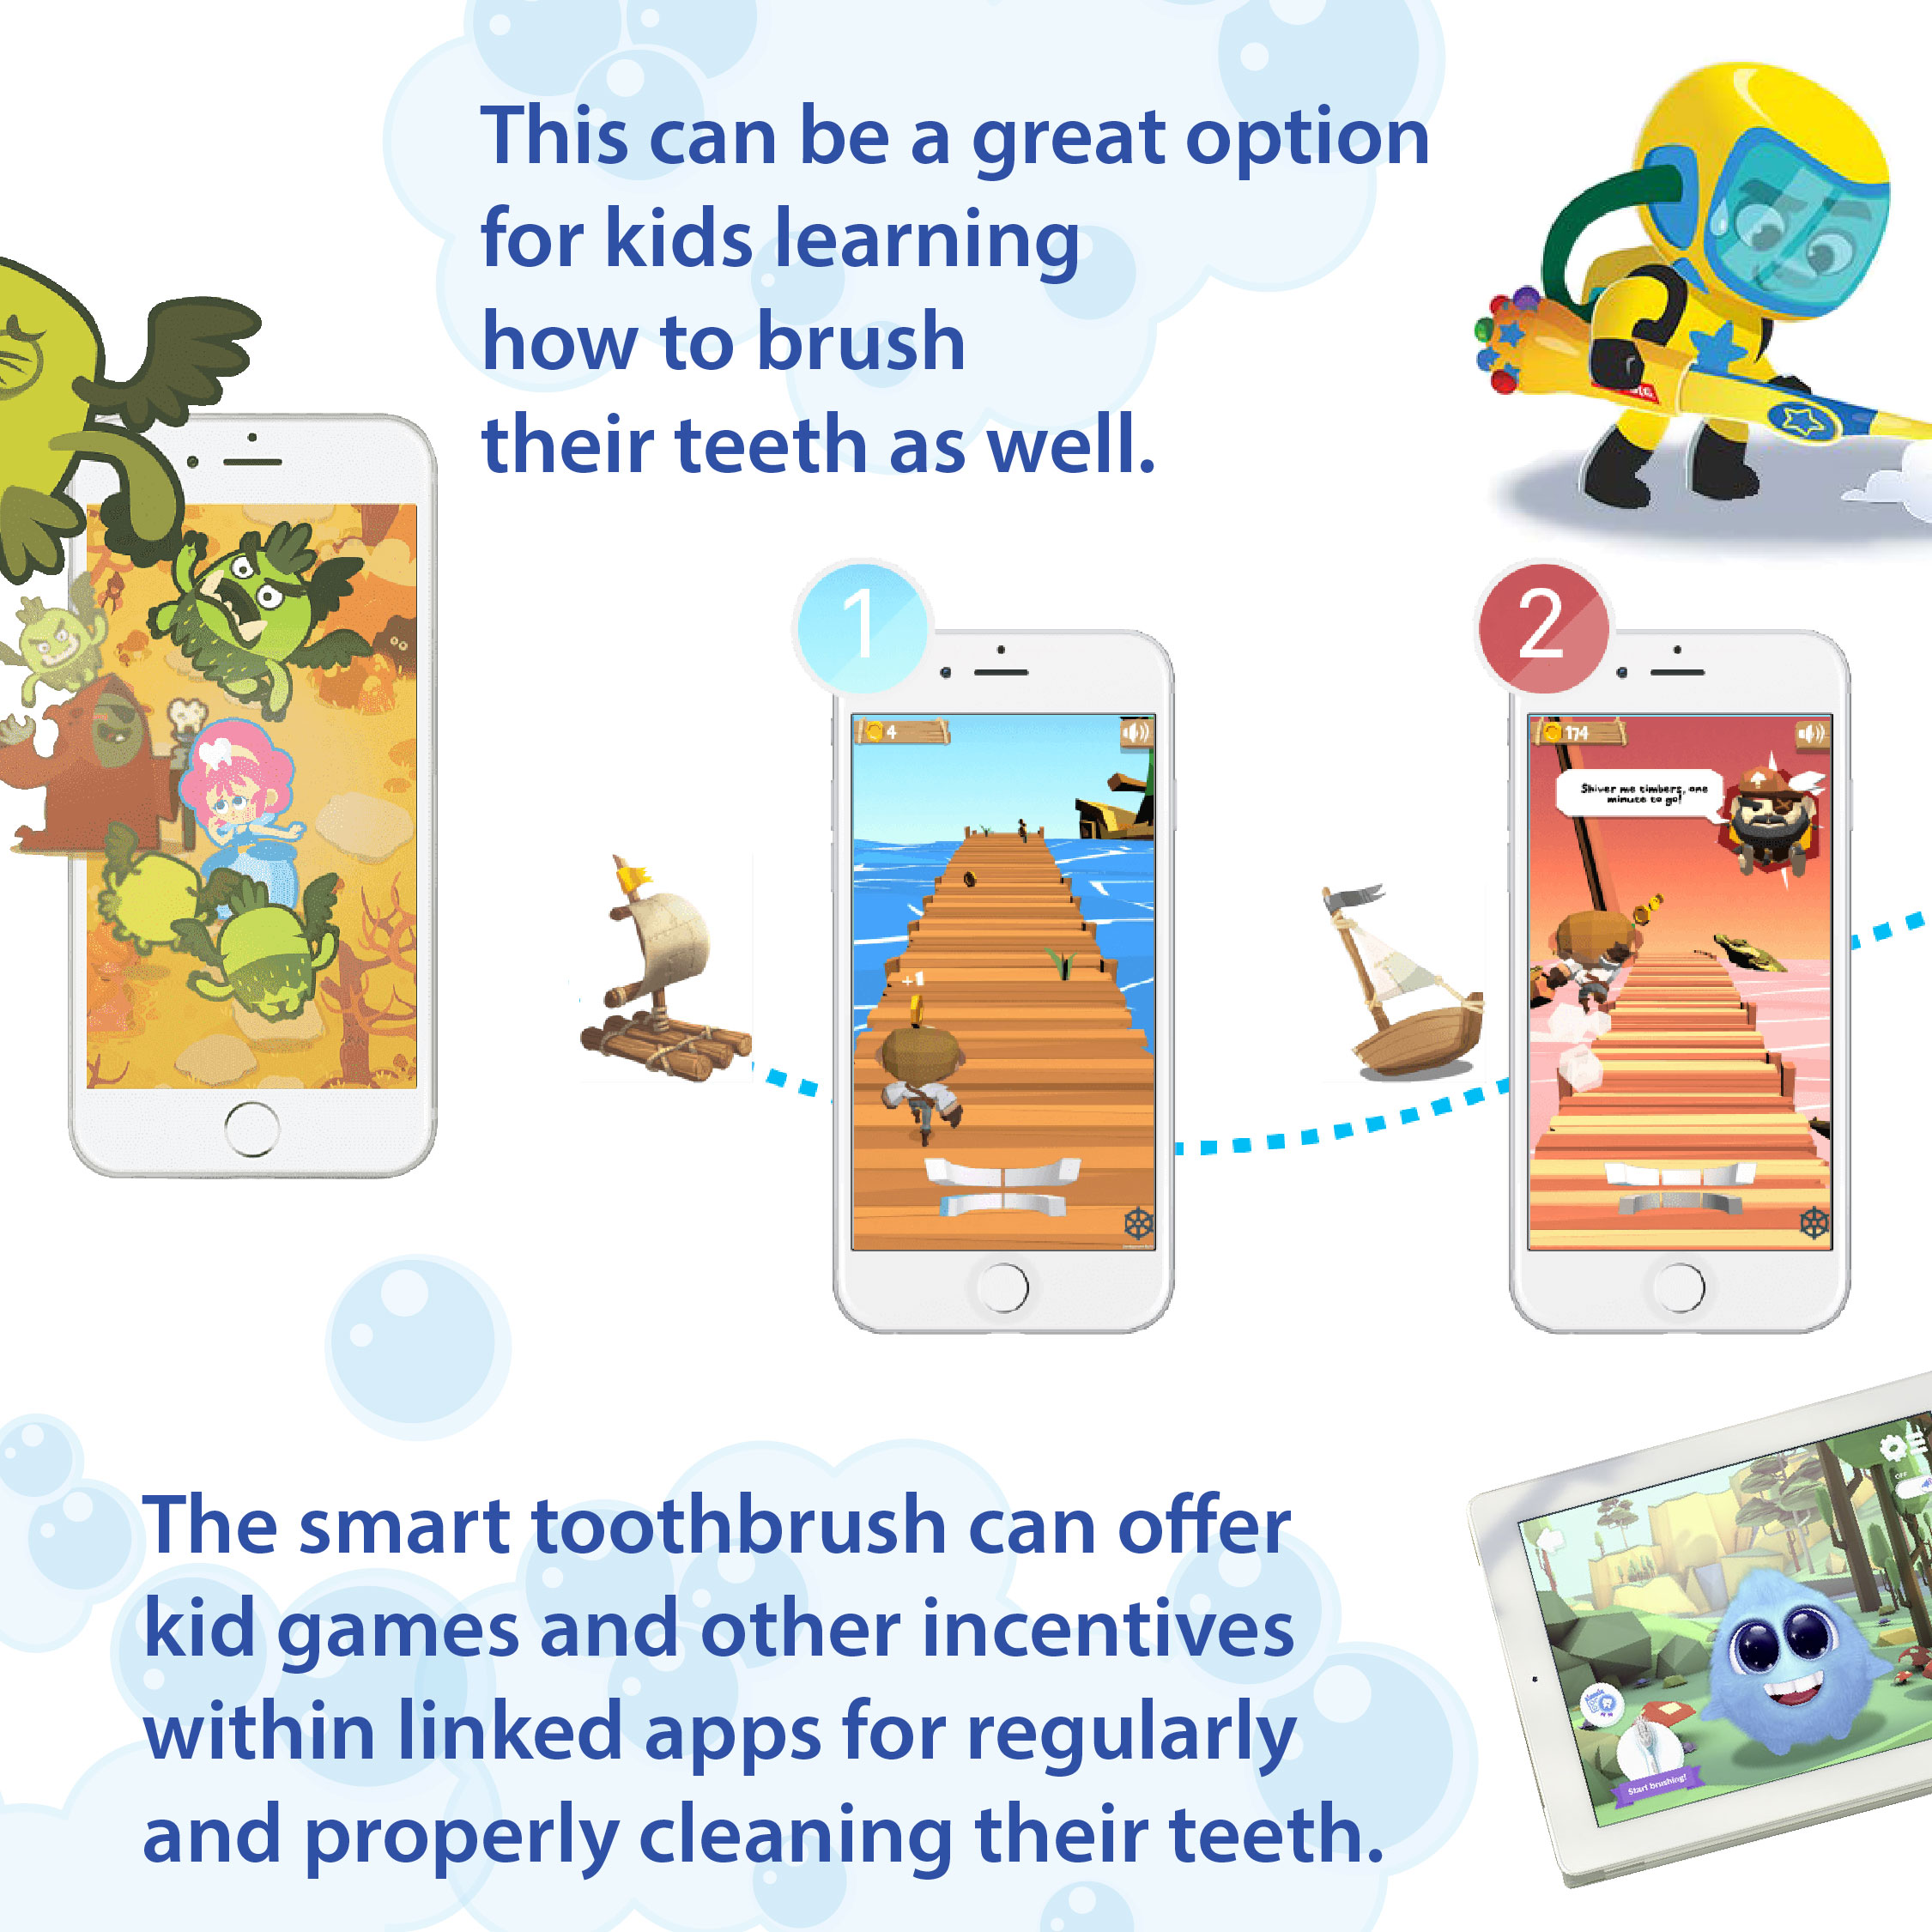 This can be a great option
for kids learning
how to brush
their teeth as well.
1
2
4
174
Shiver me timbers, one
minute to go!
+1
The smart toothbrush can offer
kid games and other incentives
within linked apps for regularly
and properly cleaning their teeth.
OFF
Start brushing!